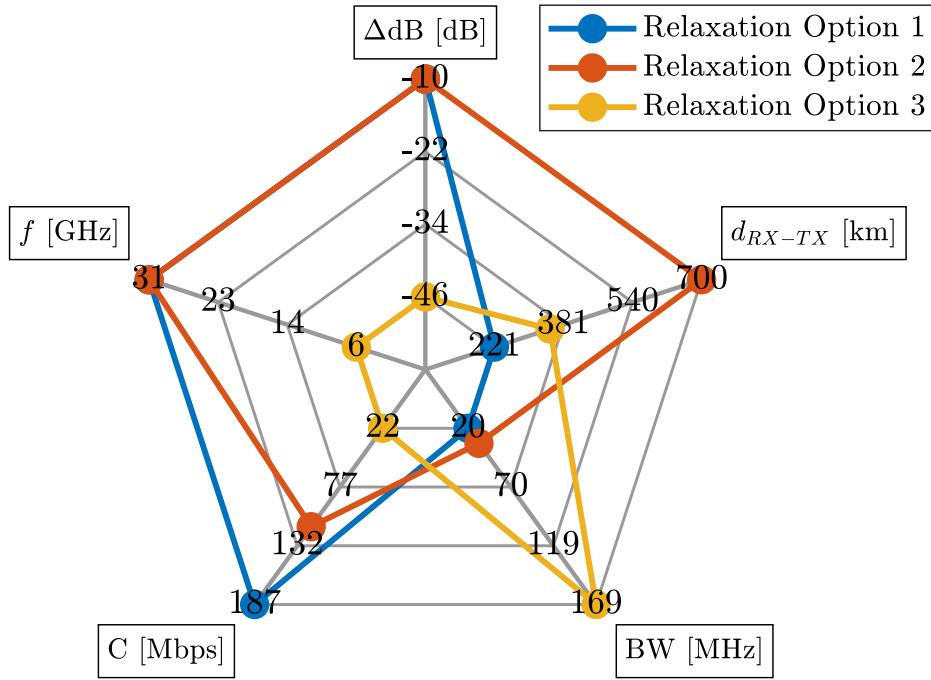 ΔdB [dB]
Relaxation Option 1
Relaxation Option 2
Relaxation Option 3
-10
-22
-34
-46
f [GHz]
31
23
14
6
d_{RX-TX} [km]
700
540
381
221
22
77
132
187
C [Mbps]
20
70
119
169
BW [MHz]